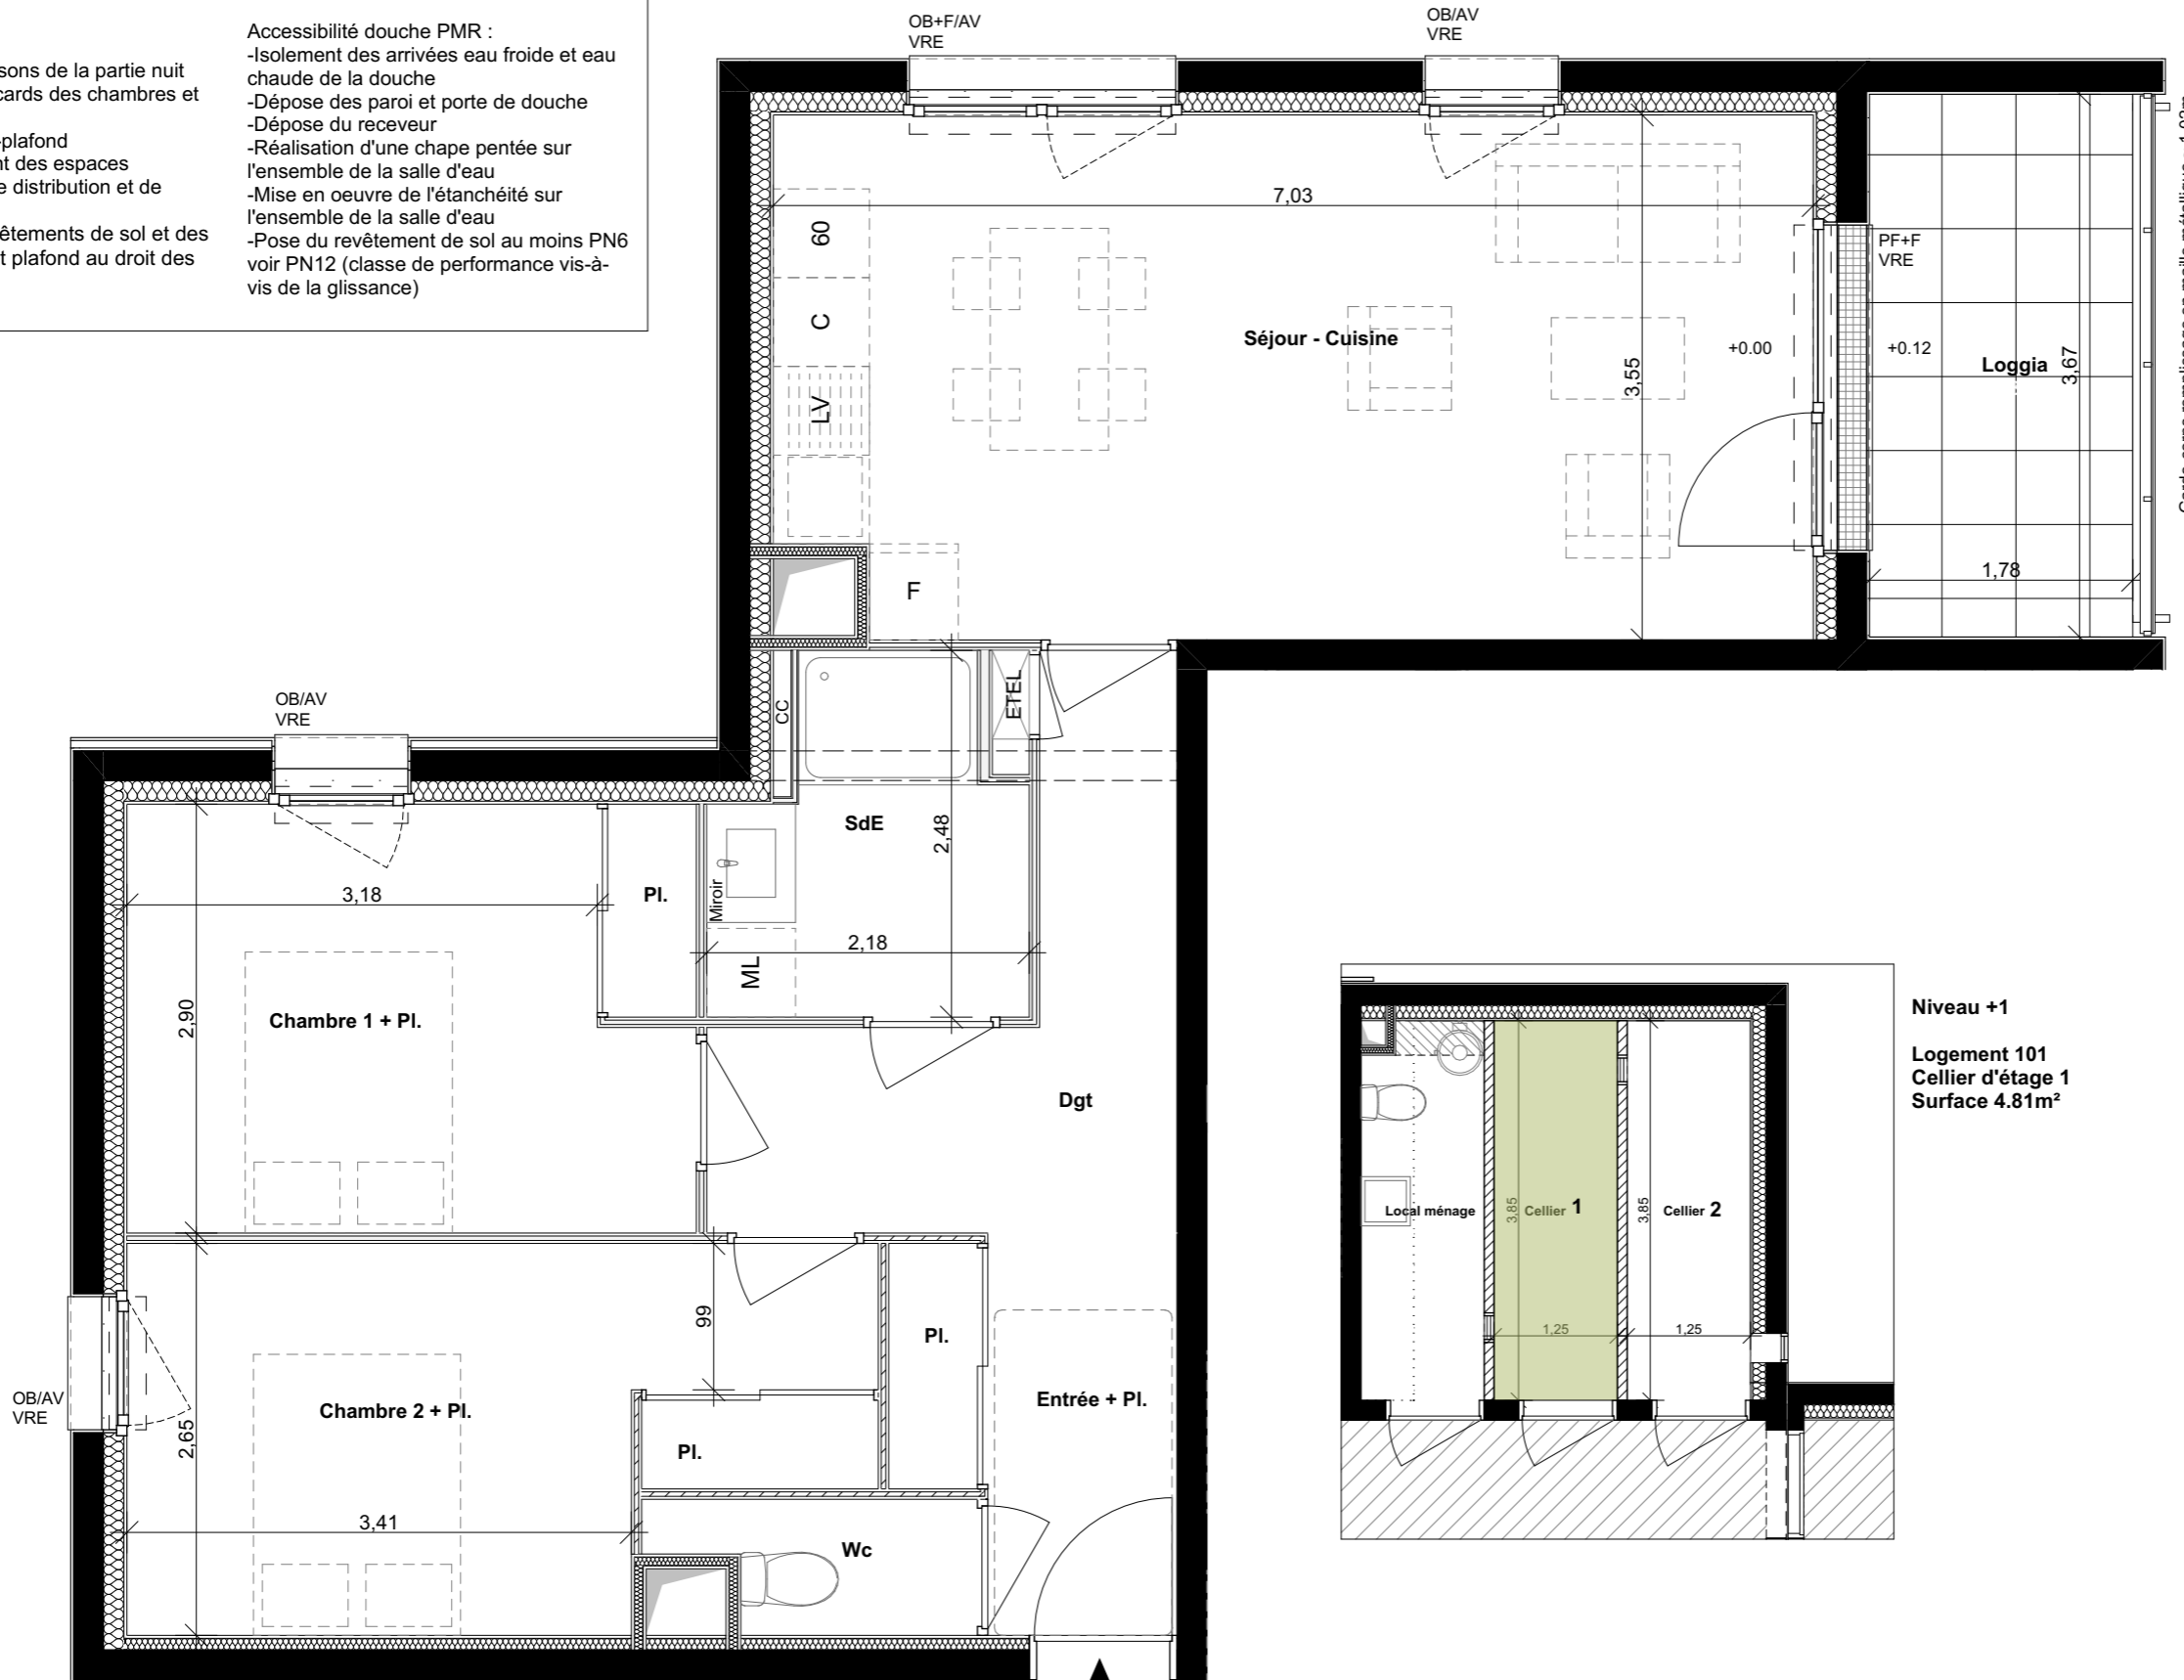 sons de la partie nuit
cards des chambres et
-plafond
nt des espaces
e distribution et de
êtements de sol et des
t plafond au droit des
Accessibilité douche PMR :
-Isolement des arrivées eau froide et eau
chaude de la douche
-Dépose des paroi et porte de douche
-Dépose du receveur
-Réalisation d'une chape pentée sur
l'ensemble de la salle d'eau
-Mise en oeuvre de l'étanchéité sur
l'ensemble de la salle d'eau
-Pose du revêtement de sol au moins PN6
voir PN12 (classe de performance vis-à-
vis de la glissance)
OB+F/AV
VRE
OB/AV
VRE
7,03
60
C
LV
F
Séjour - Cuisine
3,55
+0.00
PF+F
VRE
+0.12
Loggia
3,67
1,78
OB/AV
VRE
CC
ETEL
SdE
2,48
Miroir
2,18
ML
3,18
Pl.
2,90
Chambre 1 + Pl.
Dgt
99
Pl.
Entrée + Pl.
OB/AV
VRE
Chambre 2 + Pl.
2,65
Pl.
3,41
Wc
Local ménage
3,85
Cellier 1
3,85
Cellier 2
1,25
1,25
Niveau +1
Logement 101
Cellier d'étage 1
Surface 4.81m²